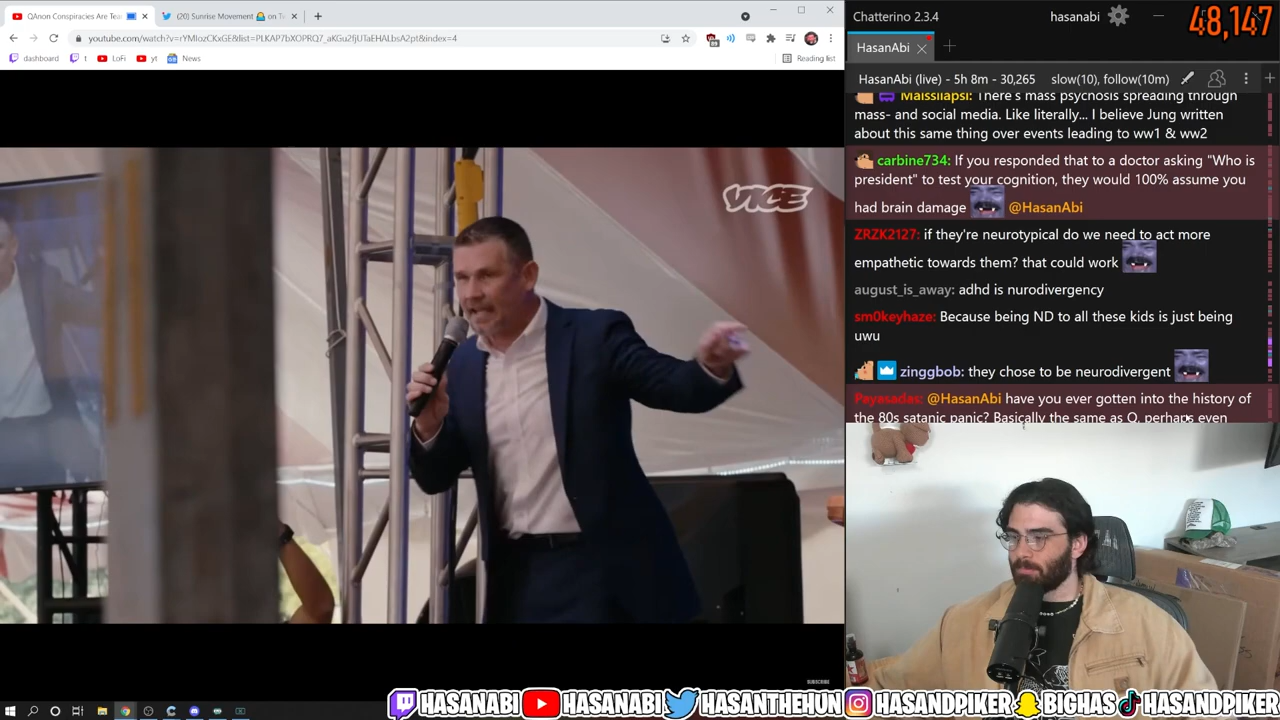 QAnon Conspiracies Are Tea
(20) Sunrise Movement on T
youtube.com/watch?v=rYMIozCKxGE&list=PLKAP7bXOPRQ7_aKGu2fjUTaEHALbsA2pt&index=4
dashboard
1
LoFi
yt
News
Reading list
VICE
SUBSCRIBE
Chatterino 2.3.4
hasanabi
48,147
HasanAbi
HasanAbi (live) - 5h 8m - 30,265
slow(10), follow(10m)
Maissilapsi: There's mass psychosis spreading through
mass- and social media. Like literally... I believe Jung written
about this same thing over events leading to ww1 & ww2
carbine734: If you responded that to a doctor asking "Who is
president" to test your cognition, they would 100% assume you
had brain damage @HasanAbi
ZRZK2127: if they're neurotypical do we need to act more
empathetic towards them? that could work
august_is_away: adhd is nurodivergency
sm0keyhaze: Because being ND to all these kids is just being
uwu
zinggbob: they chose to be neurodivergent
Payasadas: @HasanAbi have you ever gotten into the history of
the 80s satanic panic? Basically the same as Q, perhaps even
HASANABI
HASANABI
HASANTHEHUN
HASANDPIKER
BIGHAS
HASANDPIKER